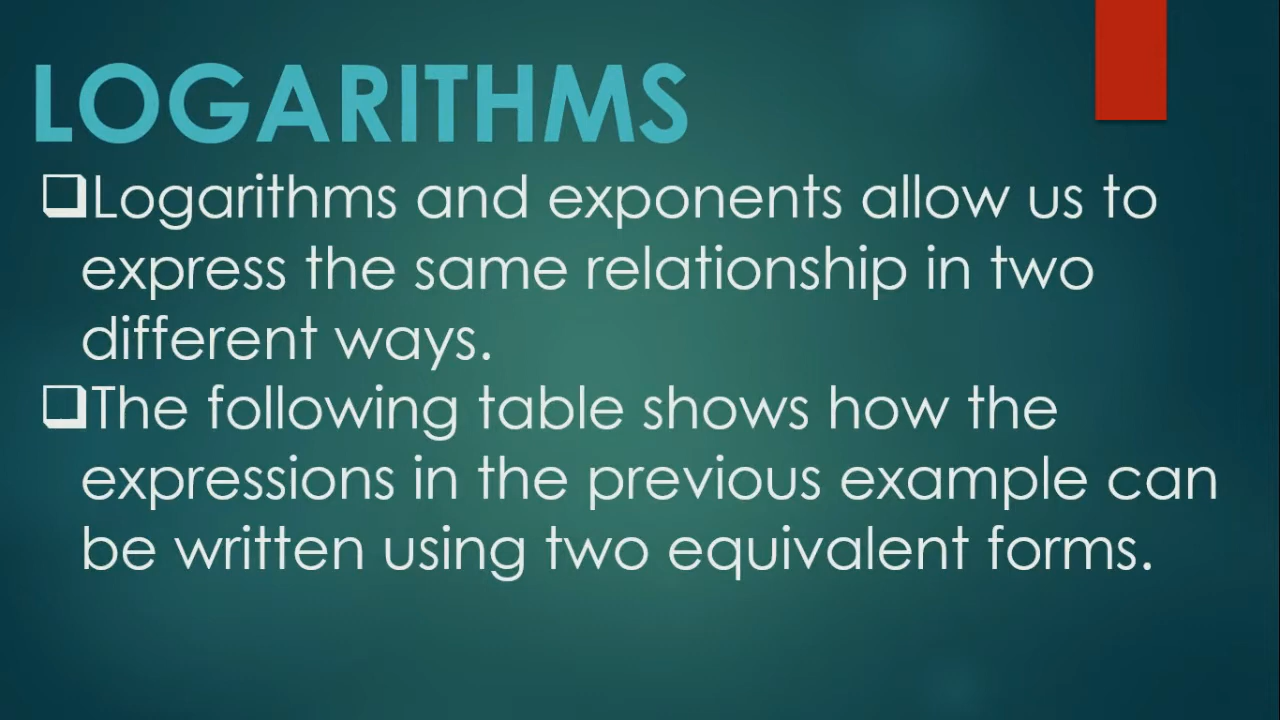 LOGARITHMS
❑Logarithms and exponents allow us to
express the same relationship in two
different ways.
❑The following table shows how the
expressions in the previous example can
be written using two equivalent forms.